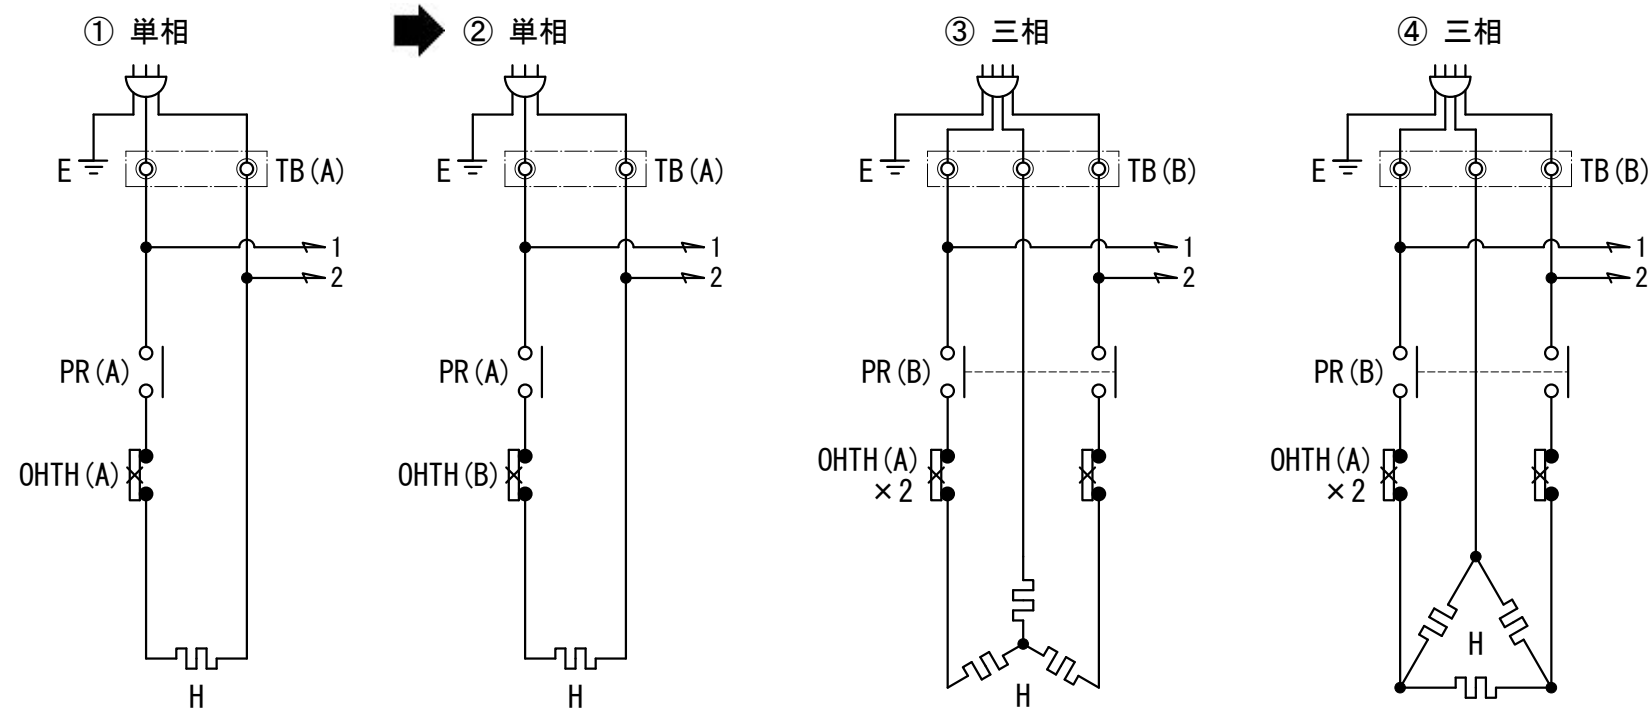 ① 単相
② 単相
③ 三相
④ 三相
E
TB(A)
1
2
PR(A)
OHTH(A)
H
E
TB(A)
1
2
PR(A)
OHTH(B)
H
E
TB(B)
1
2
PR(B)
OHTH(A)
×2
H
E
TB(B)
1
2
PR(B)
OHTH(A)
×2
H